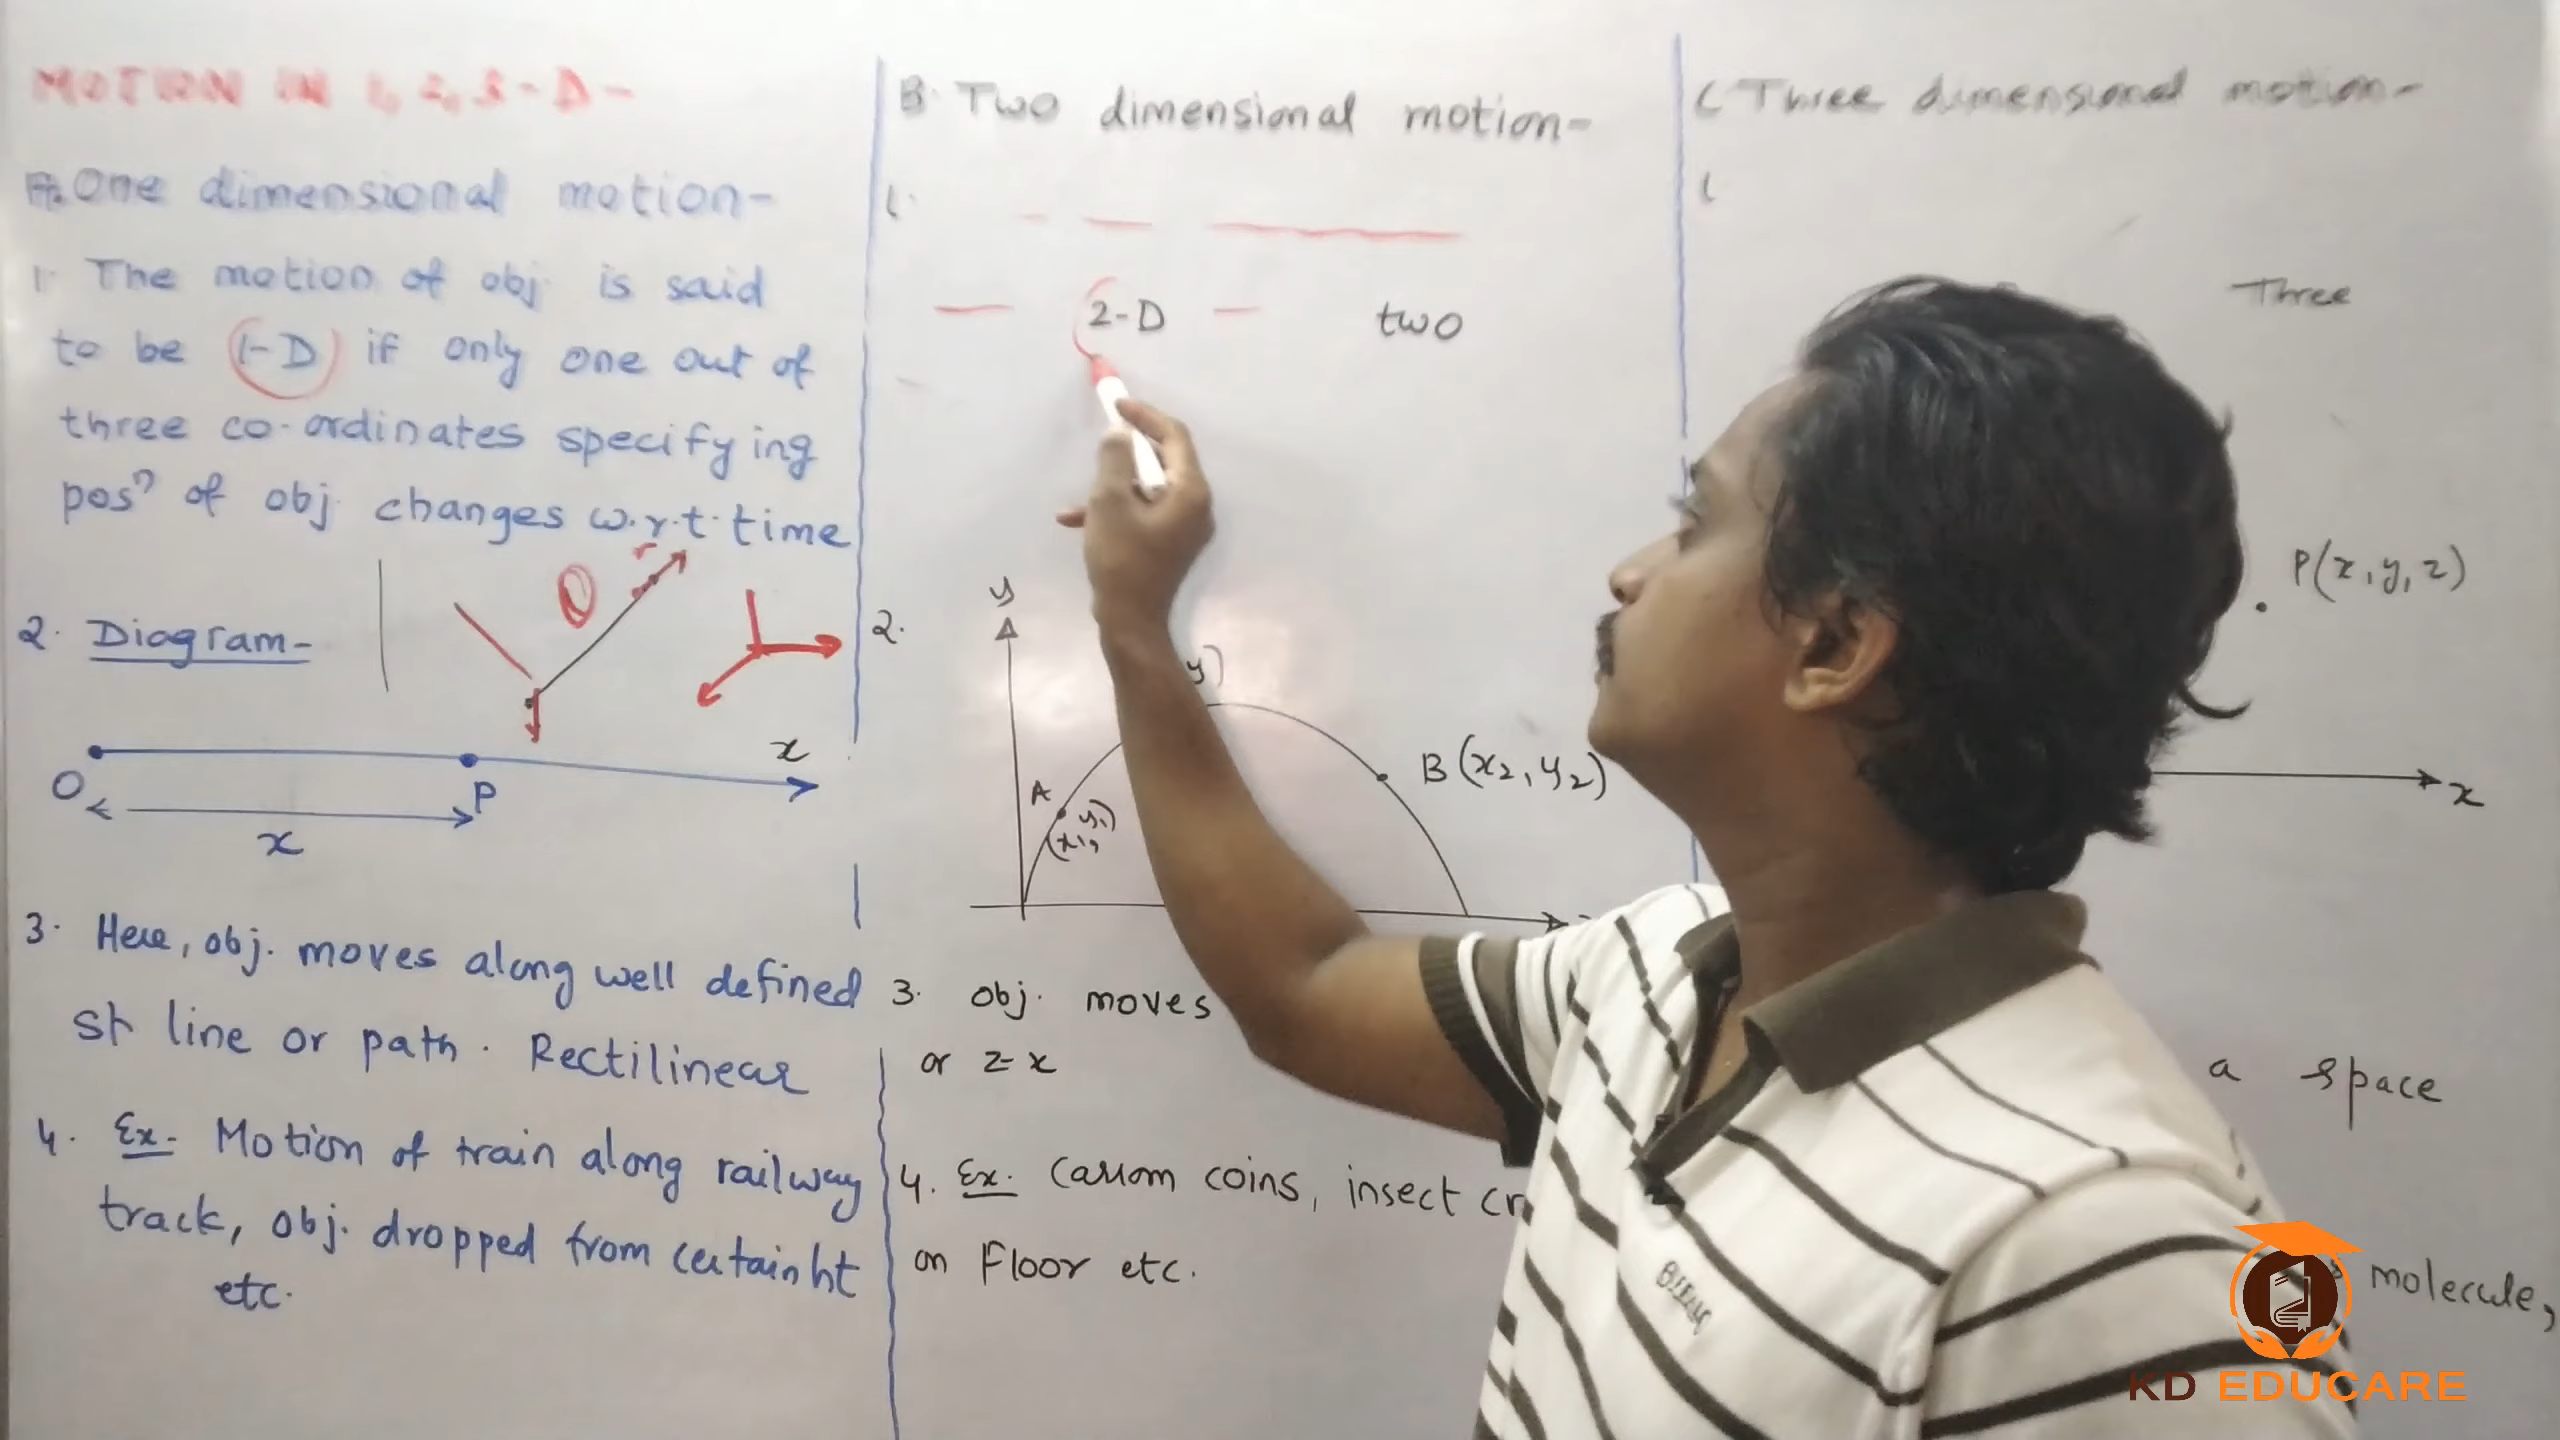 MOTION IN 1, 2, 3-D-
A. One dimensional motion-
1. The motion of obj is said
to be 1-D if only one out of
three co-ordinates specifying
posn of obj. changes w.r.t. time
2. Diagram-
r
x
O
P
x
3. Here, obj. moves along well defined
st line or path. Rectilinear
4. Ex- Motion of train along railway
track, obj. dropped from certain ht
etc.
B. Two dimensional motion-
1.
2-D
two
2.
y
y)
A
(x1, y1)
B (x2, y2)
3. obj. moves
or z-x
4. Ex. Carrom coins, insect cr
on Floor etc.
C Three dimensional motion-
1
Three
P(x, y, z)
x
a space
molecule,
KD EDUCARE